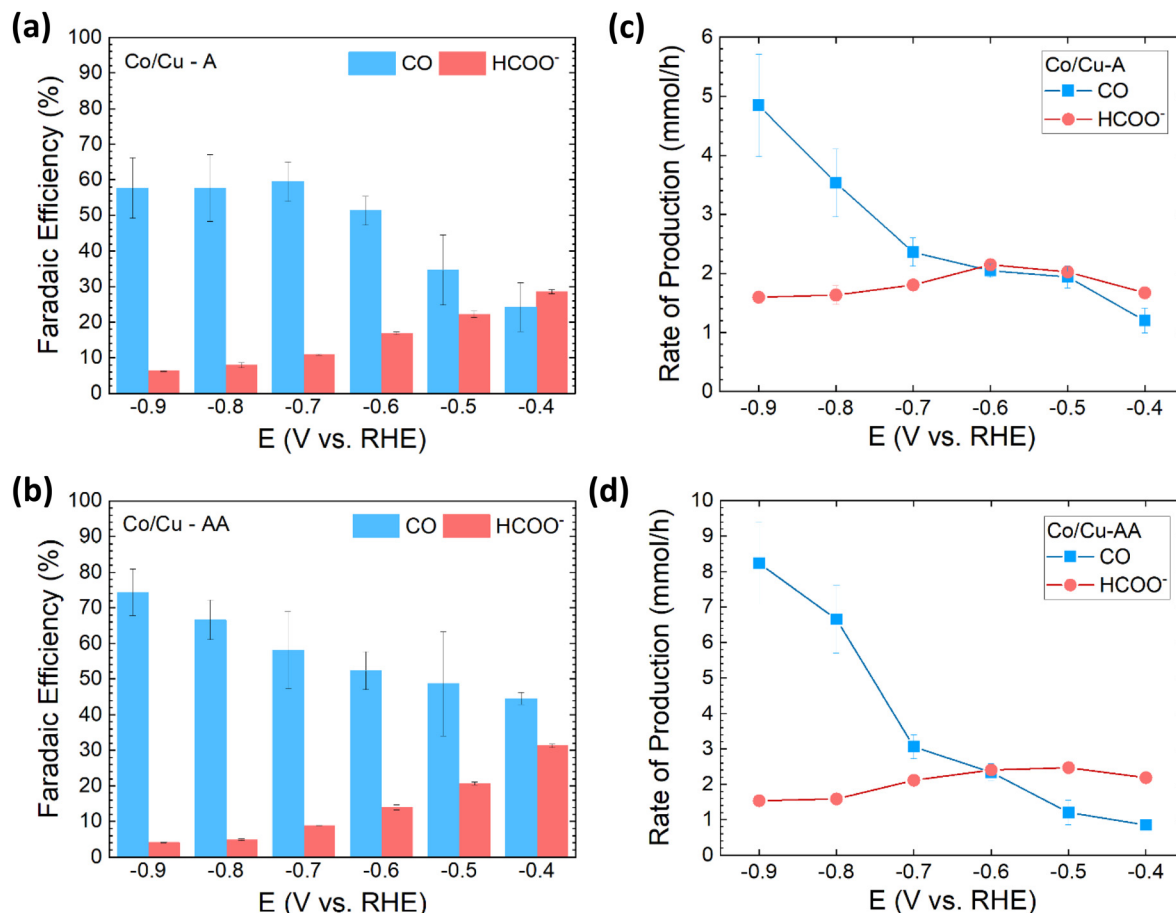 (a)
Co/Cu - A
CO
HCOO⁻
Faradaic Efficiency (%)
100
90
80
70
60
50
40
30
20
10
0
-0.9 -0.8 -0.7 -0.6 -0.5 -0.4
E (V vs. RHE)
(c)
Co/Cu-A
CO
HCOO⁻
Rate of Production (mmol/h)
6
5
4
3
2
1
0
-0.9 -0.8 -0.7 -0.6 -0.5 -0.4
E (V vs. RHE)
(b)
Co/Cu - AA
CO
HCOO⁻
Faradaic Efficiency (%)
100
90
80
70
60
50
40
30
20
10
0
-0.9 -0.8 -0.7 -0.6 -0.5 -0.4
E (V vs. RHE)
(d)
Co/Cu-AA
CO
HCOO⁻
Rate of Production (mmol/h)
10
9
8
7
6
5
4
3
2
1
0
-0.9 -0.8 -0.7 -0.6 -0.5 -0.4
E (V vs. RHE)